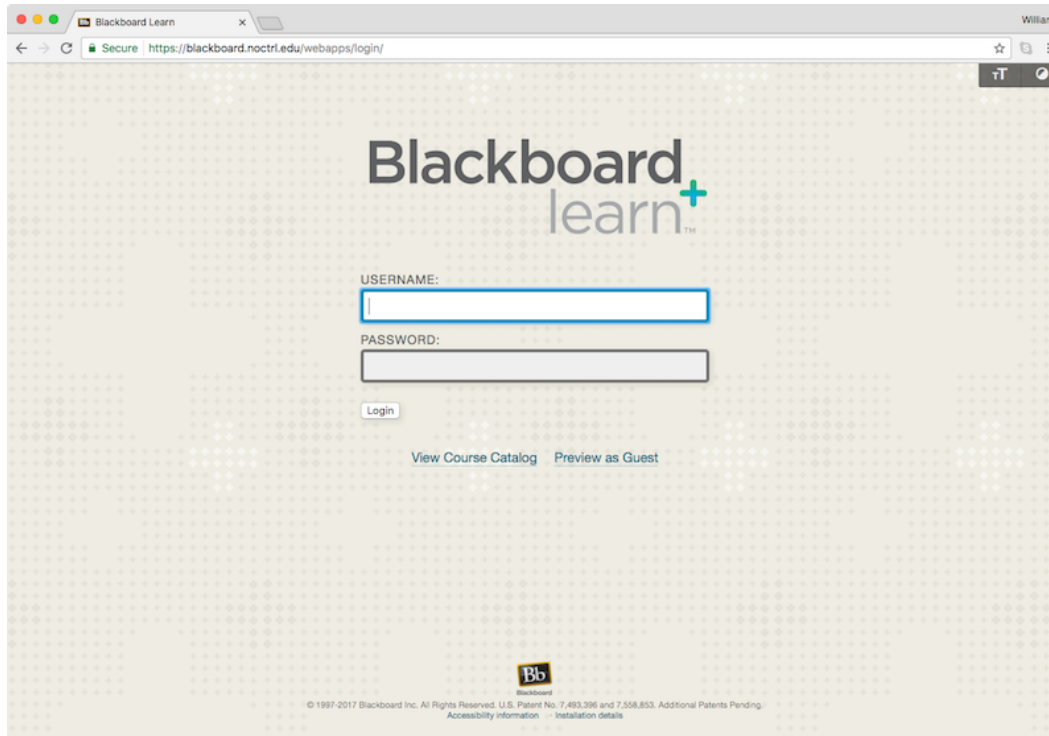 Blackboard Learn
Secure https://blackboard.noctrl.edu/webapps/login/
TT
Blackboard
learn™
USERNAME:
PASSWORD:
Login
View Course Catalog Preview as Guest
Bb
Blackboard
© 1997-2017 Blackboard Inc. All Rights Reserved. U.S. Patent No. 7,493,396 and 7,558,853. Additional Patents Pending.
Accessibility information - Installation details